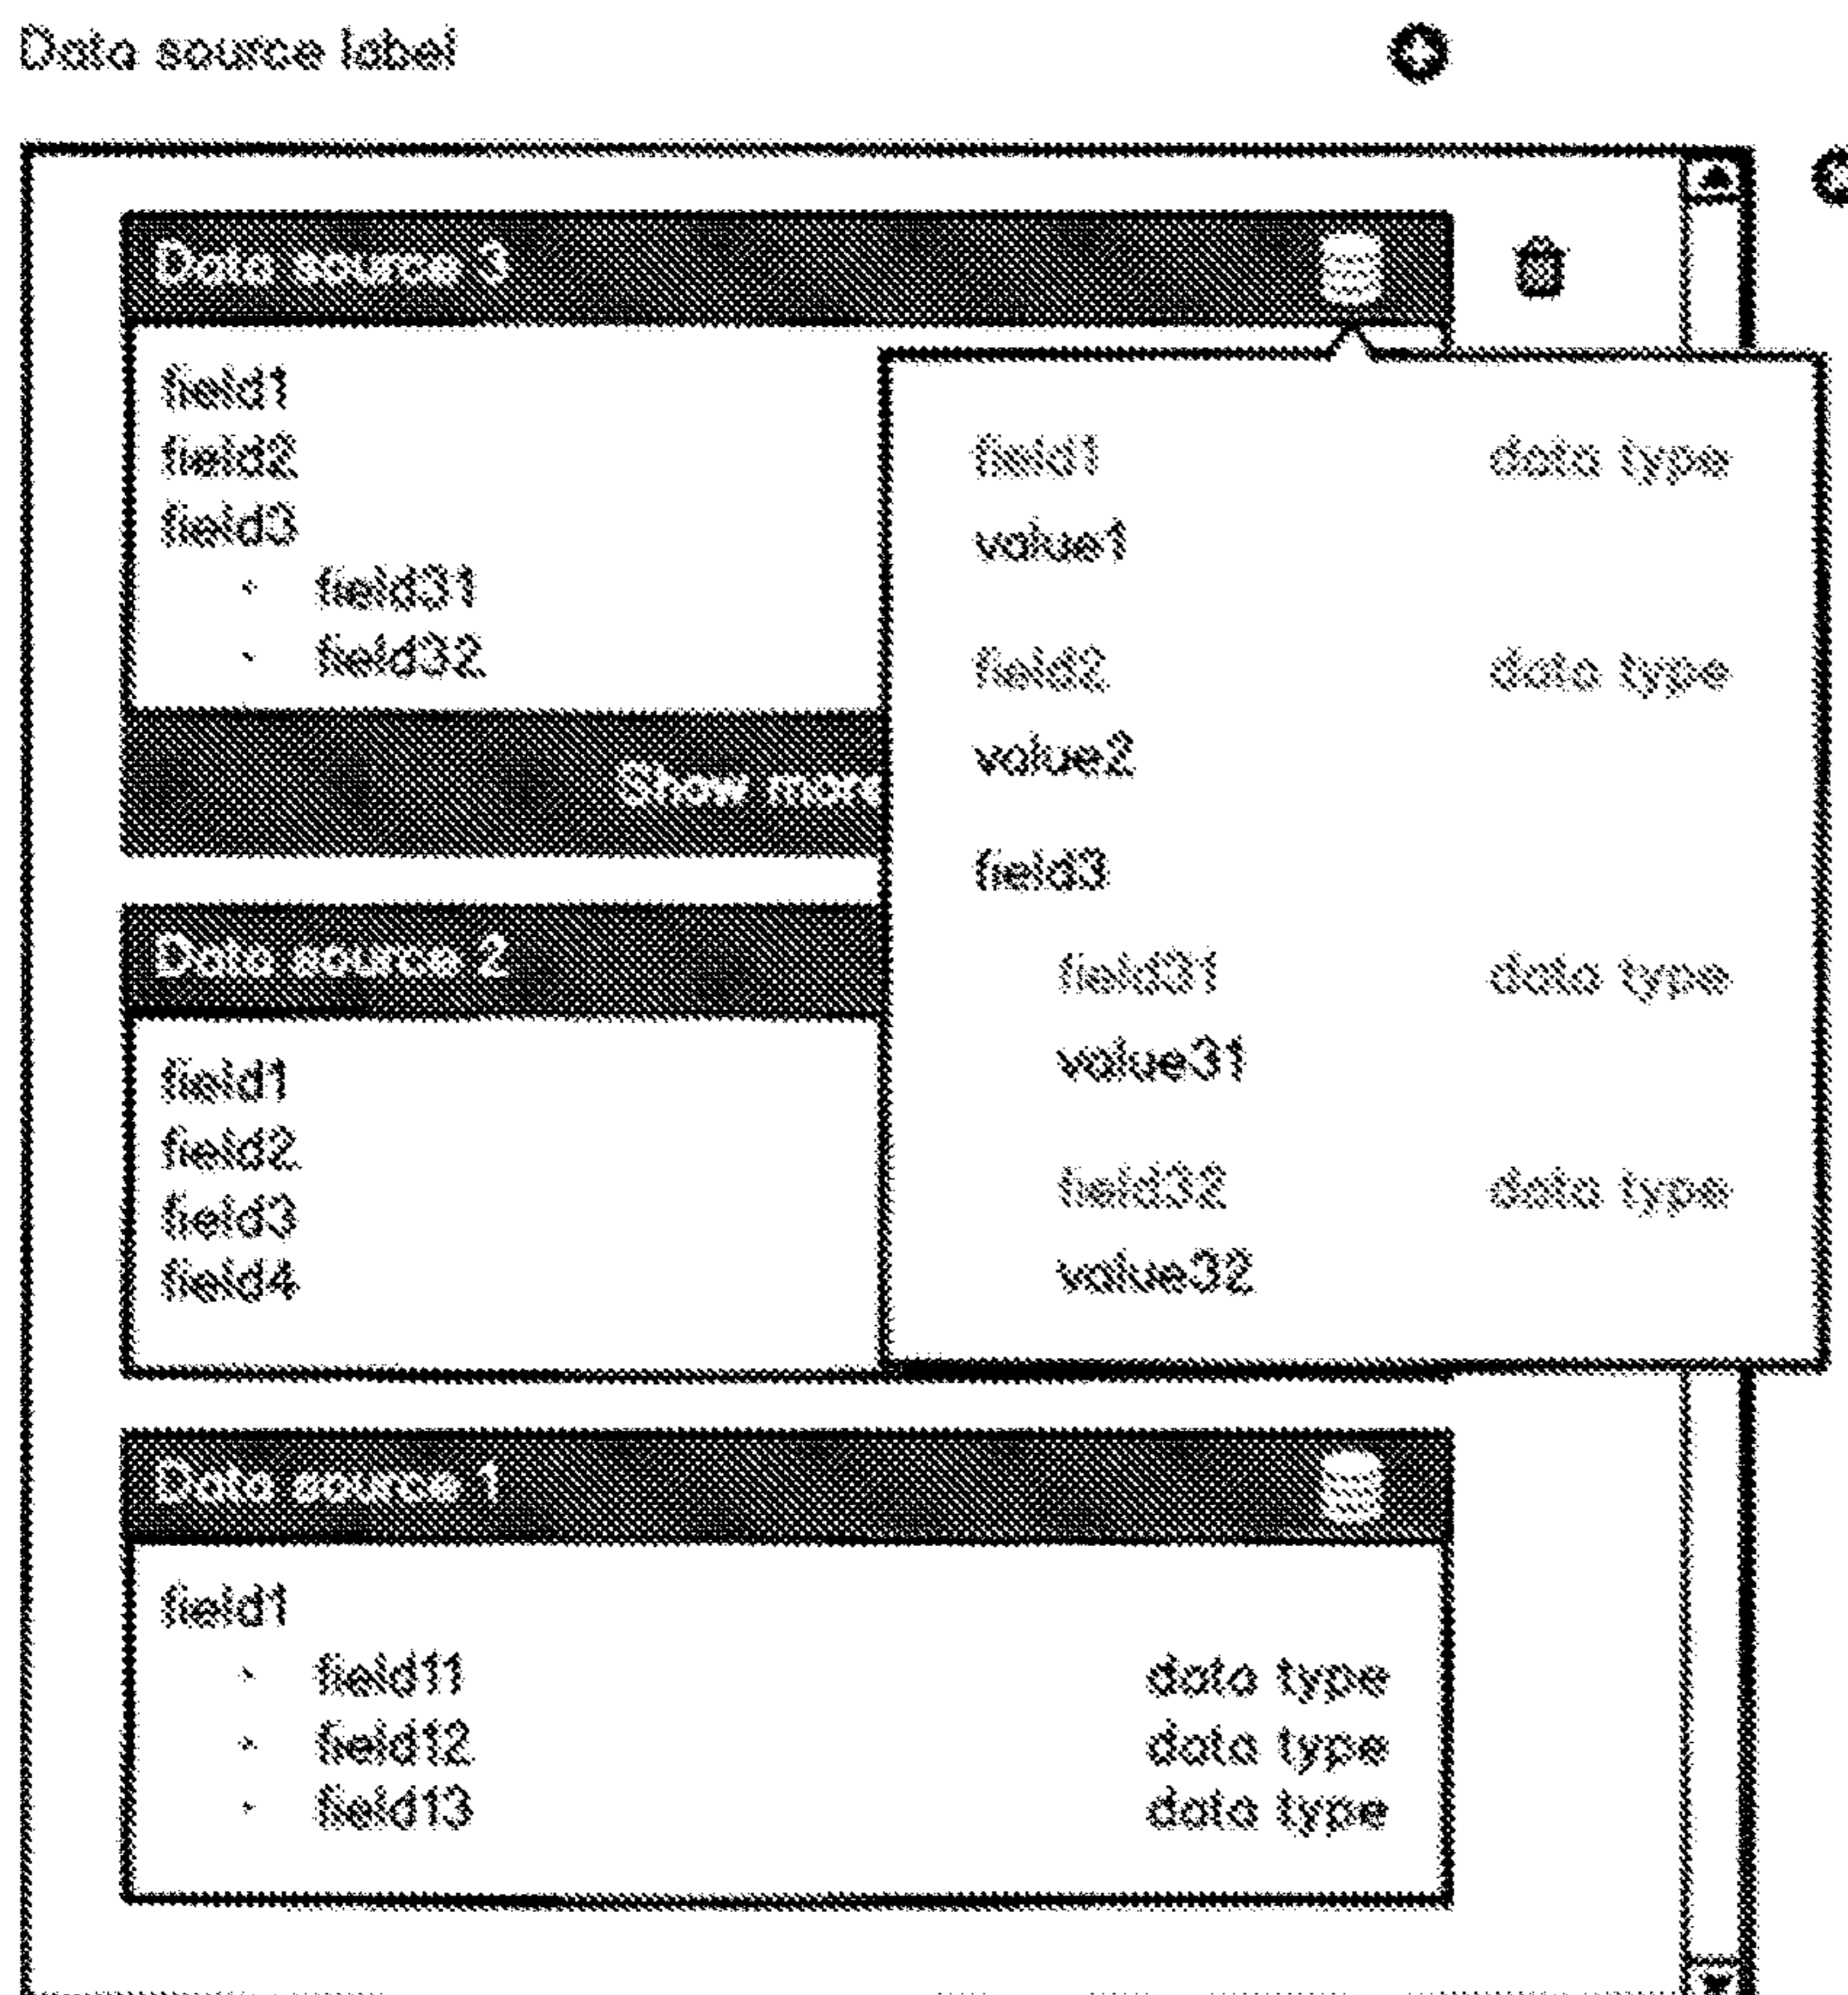 Data source label
Data source 3
field1
field2
field3
field31
field32
Show more
field1 data type
value1
field2 data type
value2
field3
field31 data type
value31
field32 data type
value32
Data source 2
field1
field2
field3
field4
Data source 1
field1
field11 data type
field12 data type
field13 data type